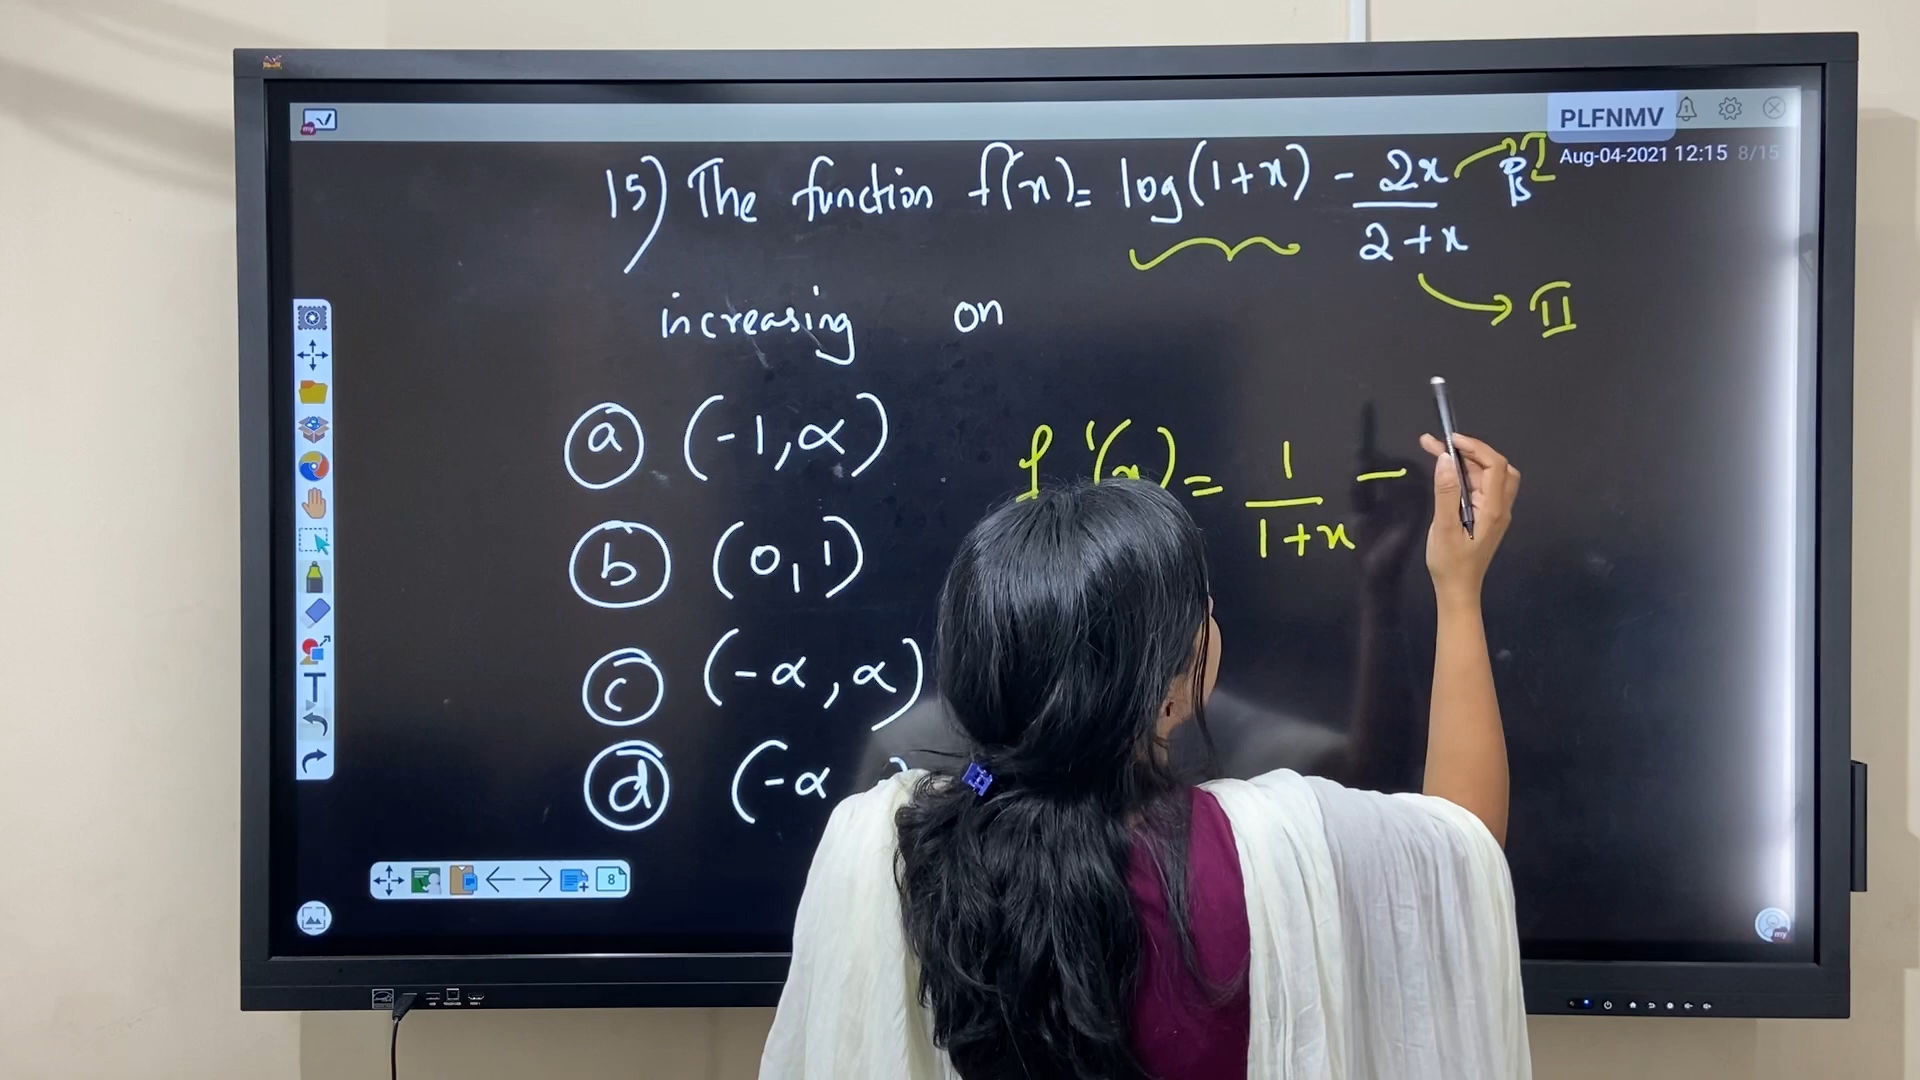 PLFNMV
Aug-04-2021 12:15 8/15
15) The function f(x) = log(1+x) - 2x / 2+x
I
II
increasing on
a (-1, α)
f'(x) = 1 / 1+x -
b (0, 1)
c (-α, α)
d (-α
8
T